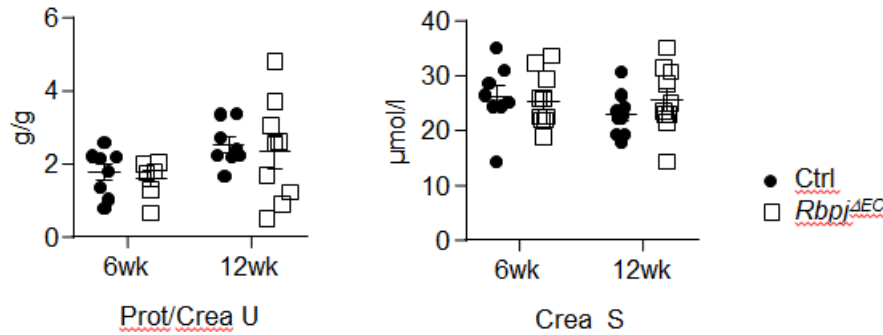 6
4
2
0
g/g
6wk
12wk
Prot/Crea U
40
30
20
10
0
µmol/l
6wk
12wk
Crea S
Ctrl
Rbpj^ΔEC